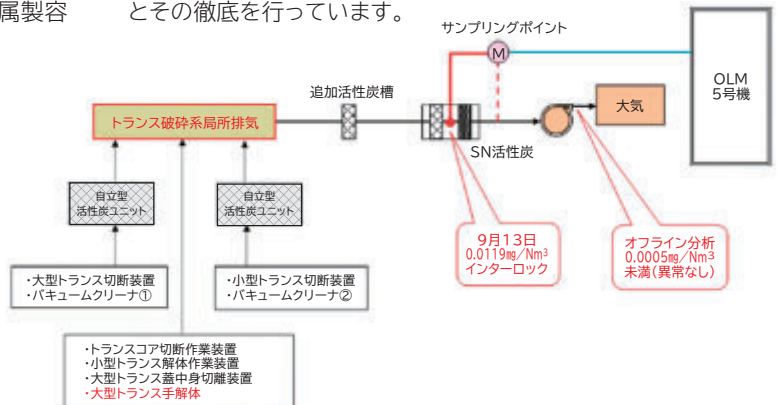 属製容
とその徹底を行っています。
サンプリングポイント
M
OLM
5号機
追加活性炭槽
大気
トランス破砕系局所排気
SN活性炭
自立型
活性炭ユニット
自立型
活性炭ユニット
9月13日
0.0119㎎/Nm³
インターロック
オフライン分析
0.0005㎎/Nm³
未満(異常なし)
・大型トランス切断装置
・バキュームクリーナ①
・小型トランス切断装置
・バキュームクリーナ②
・トランスコア切断作業装置
・小型トランス解体作業装置
・大型トランス蓋中身切離装置
・大型トランス手解体